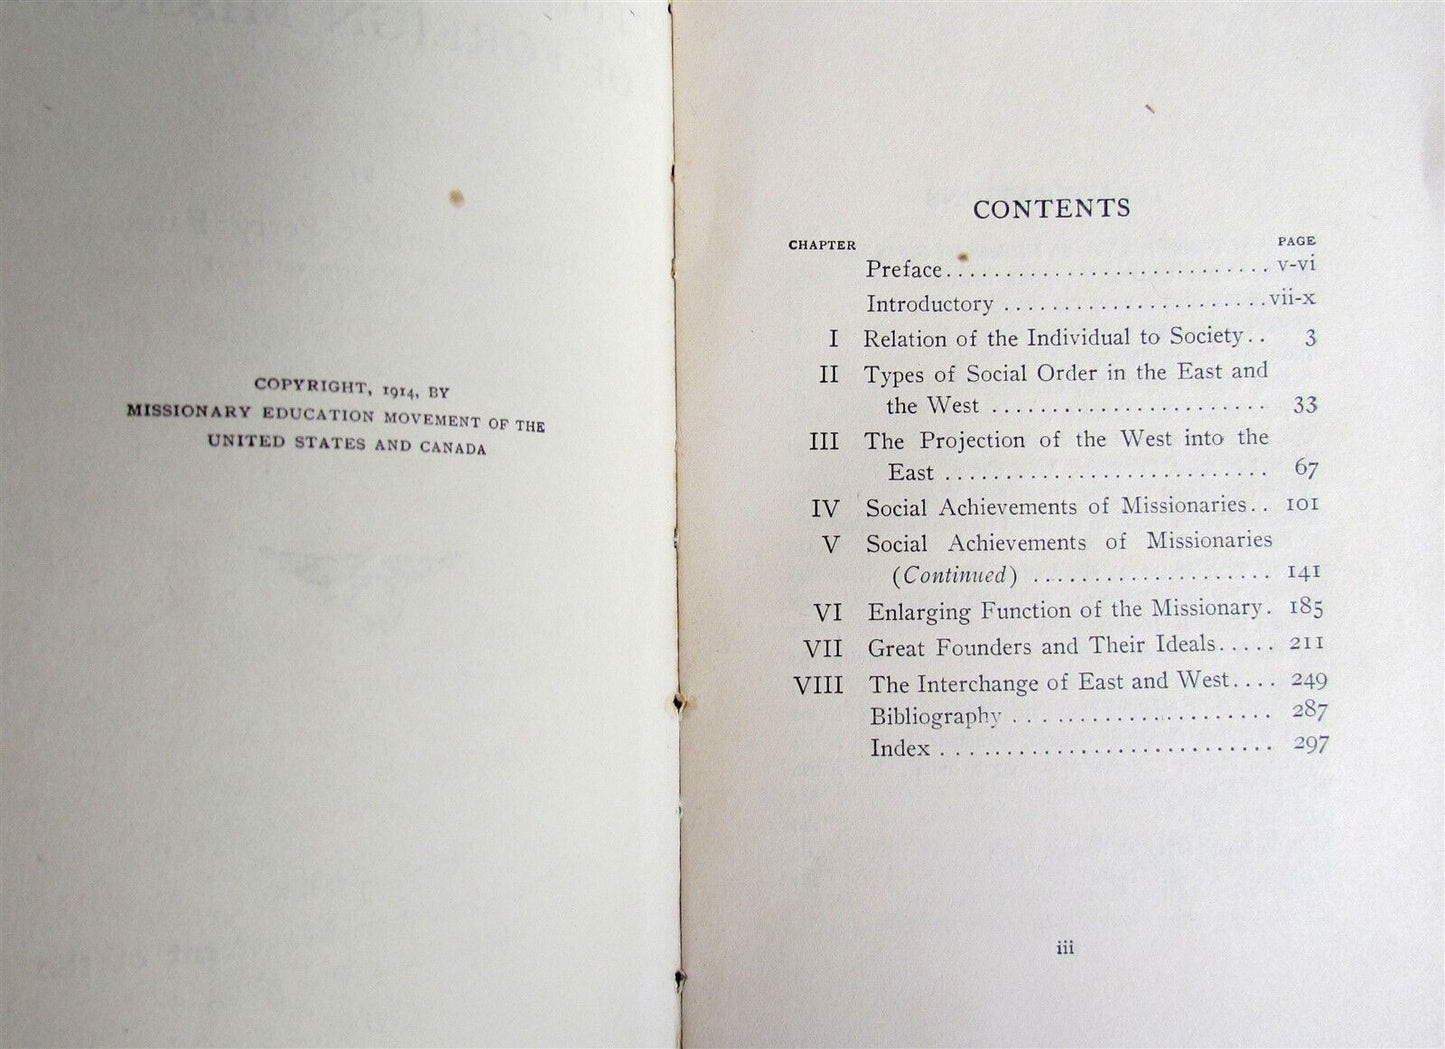 COPYRIGHT, 1914, BY
MISSIONARY EDUCATION MOVEMENT OF THE
UNITED STATES AND CANADA
CONTENTS
CHAPTER PAGE
Preface........................... v-vi
Introductory ......................vii-x
I Relation of the Individual to Society.. 3
II Types of Social Order in the East and
the West ........................ 33
III The Projection of the West into the
East ........................... 67
IV Social Achievements of Missionaries.. 101
V Social Achievements of Missionaries
(Continued) .................... 141
VI Enlarging Function of the Missionary. 185
VII Great Founders and Their Ideals..... 211
VIII The Interchange of East and West.... 249
Bibliography ...................... 287
Index ............................ 297
iii